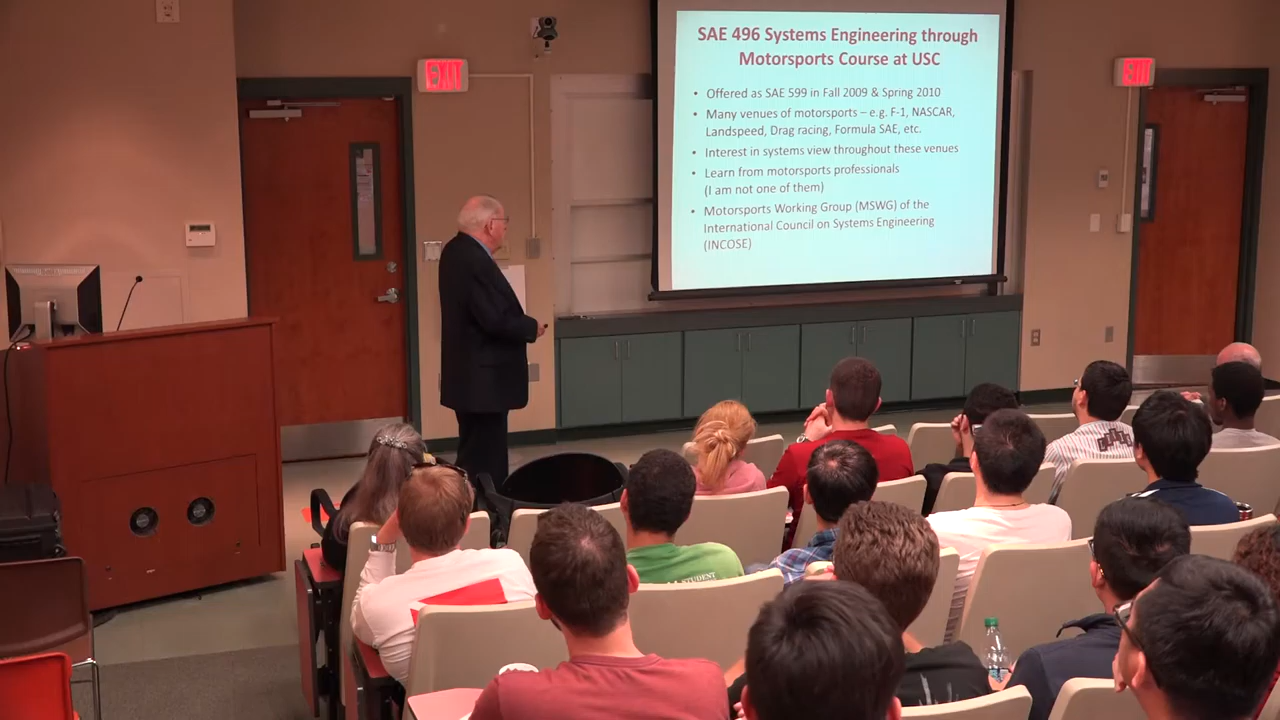 SAE 496 Systems Engineering through
Motorsports Course at USC
EXIT
EXIT
• Offered as SAE 599 in Fall 2009 & Spring 2010
• Many venues of motorsports – e.g. F-1, NASCAR,
Landspeed, Drag racing, Formula SAE, etc.
• Interest in systems view throughout these venues
• Learn from motorsports professionals
(I am not one of them)
• Motorsports Working Group (MSWG) of the
International Council on Systems Engineering
(INCOSE)
STUDENT